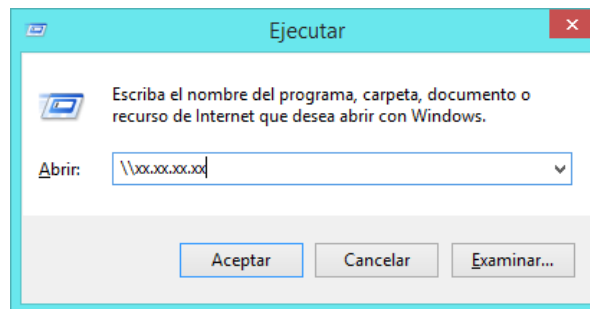 Ejecutar
Escriba el nombre del programa, carpeta, documento o
recurso de Internet que desea abrir con Windows.
Abrir: \\xx.xx.xx.xx
Aceptar Cancelar Examinar...